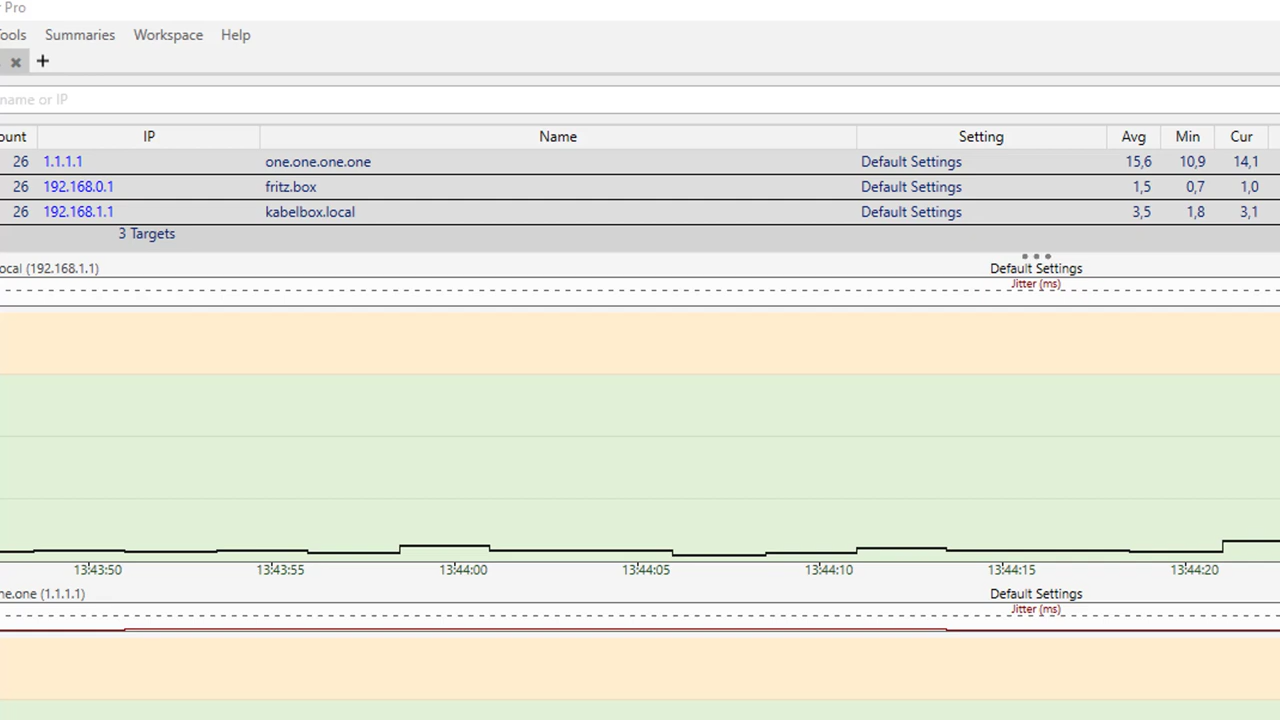 r Pro
Tools Summaries Workspace Help
× +
name or IP
ount IP Name Setting Avg Min Cur
26 1.1.1.1 one.one.one.one Default Settings 15,6 10,9 14,1
26 192.168.0.1 fritz.box Default Settings 1,5 0,7 1,0
26 192.168.1.1 kabelbox.local Default Settings 3,5 1,8 3,1
3 Targets
ocal (192.168.1.1) Default Settings
Jitter (ms)
13:43:50 13:43:55 13:44:00 13:44:05 13:44:10 13:44:15 13:44:20
ne.one (1.1.1.1) Default Settings
Jitter (ms)